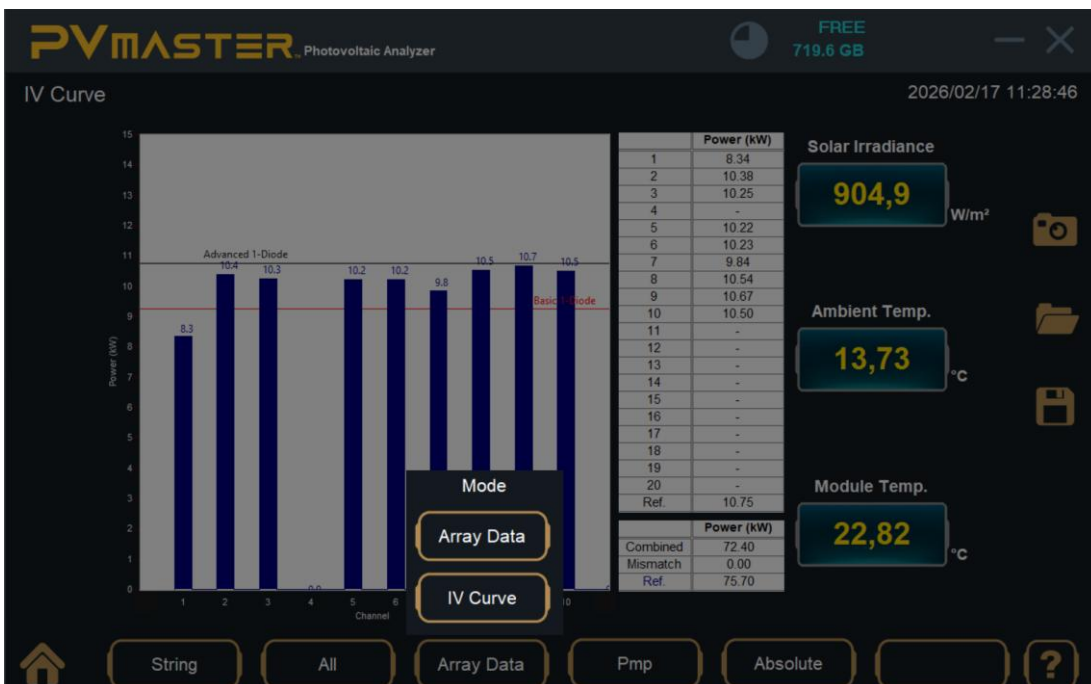 PVMASTER Photovoltaic Analyzer
FREE
719.6 GB
IV Curve
2026/02/17 11:28:46
15
14
13
12
11
10
9
8
7
6
5
4
3
2
1
0
Power (kW)
Advanced 1-Diode
Basic 1-Diode
8.3
10.4
10.3
0.0
10.2
10.2
9.8
10.5
10.7
10.5
1 2 3 4 5 6
Channel
Mode
Array Data
IV Curve
Power (kW)
1 8.34
2 10.38
3 10.25
4 -
5 10.22
6 10.23
7 9.84
8 10.54
9 10.67
10 10.50
11 -
12 -
13 -
14 -
15 -
16 -
17 -
18 -
19 -
20 -
Ref. 10.75
Power (kW)
Combined 72.40
Mismatch 0.00
Ref. 75.70
Solar Irradiance
904,9 W/m²
Ambient Temp.
13,73 °C
Module Temp.
22,82 °C
String All Array Data Pmp Absolute ?